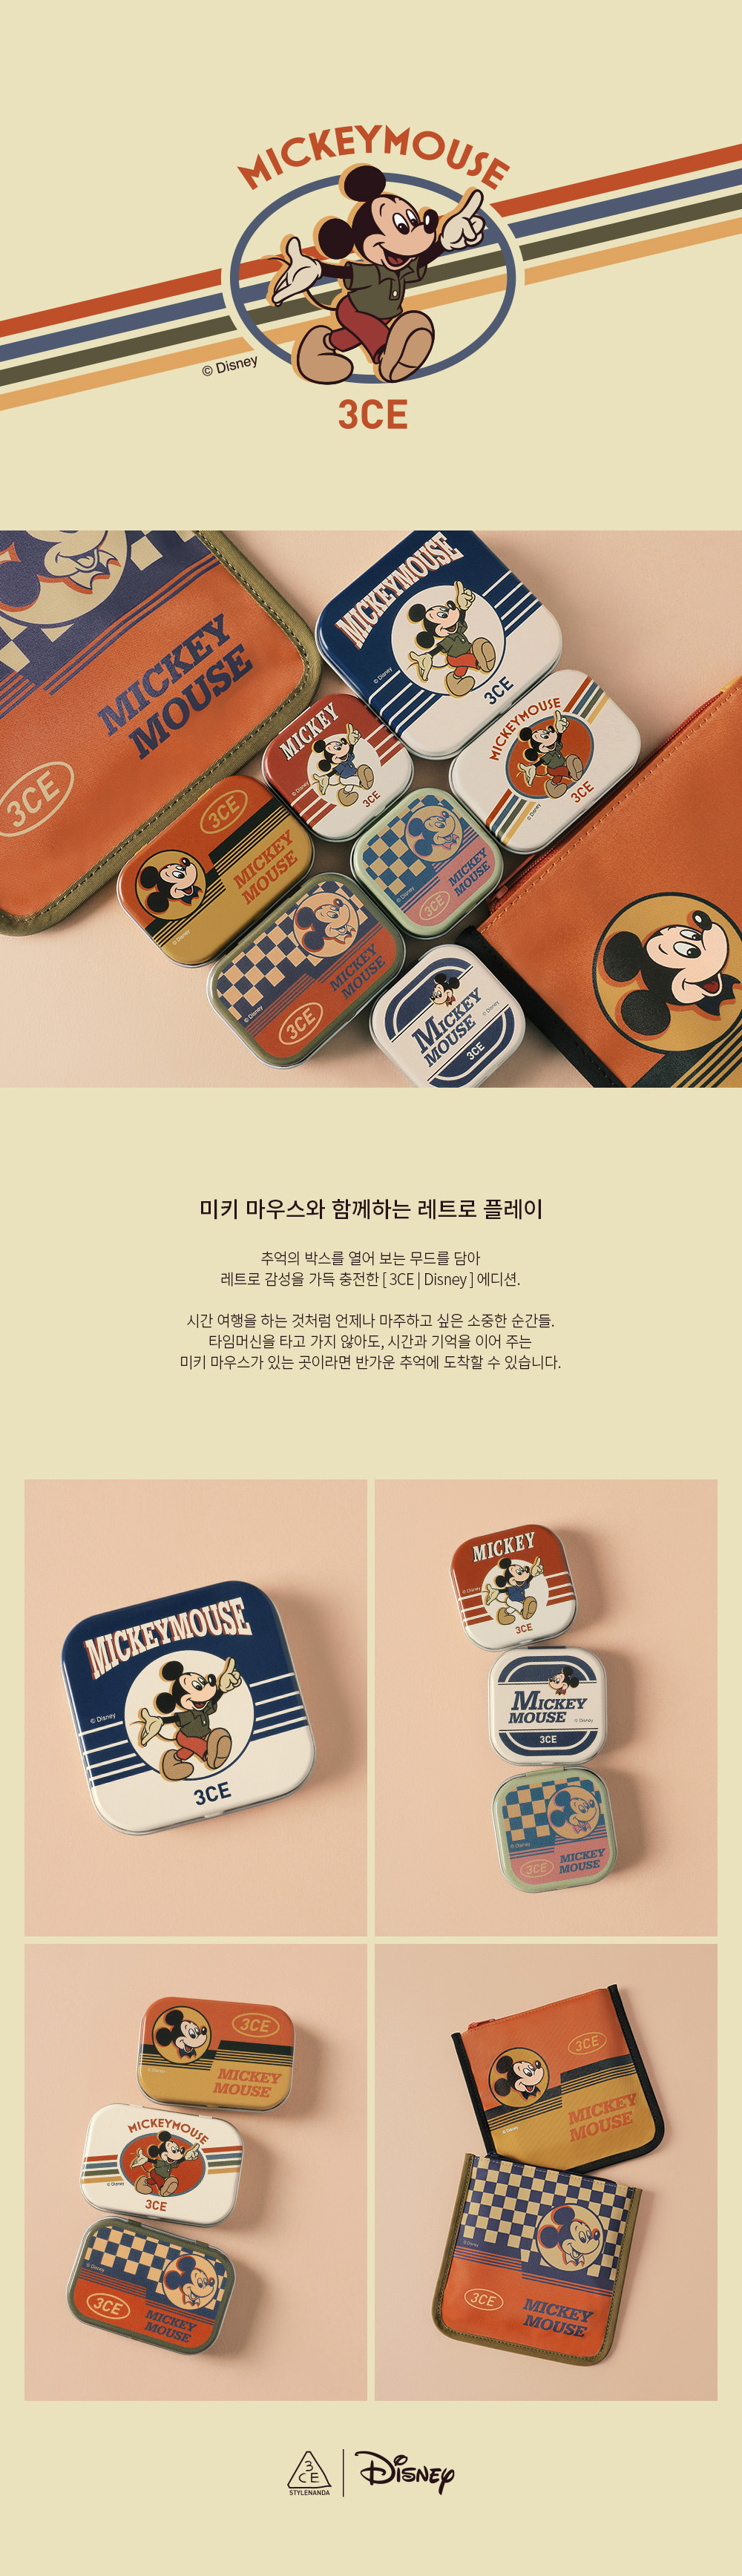 MICKEYMOUSE
© Disney
3CE
MICKEY
MOUSE
3CE
MICKEYMOUSE
© Disney
3CE
MICKEY
© Disney
3CE
MICKEYMOUSE
© Disney
3CE
3CE
MICKEY
MOUSE
© Disney
© Disney
3CE
MICKEY
MOUSE
© Disney
3CE
MICKEY
MOUSE
MICKEY
MOUSE
© Disney
3CE
미키 마우스와 함께하는 레트로 플레이
추억의 박스를 열어 보는 무드를 담아
레트로 감성을 가득 충전한 [ 3CE | Disney ] 에디션.
시간 여행을 하는 것처럼 언제나 마주하고 싶은 소중한 순간들.
타임머신을 타고 가지 않아도, 시간과 기억을 이어 주는
미키 마우스가 있는 곳이라면 반가운 추억에 도착할 수 있습니다.
MICKEYMOUSE
© Disney
3CE
MICKEY
© Disney
3CE
MICKEY
MOUSE
© Disney
3CE
© Disney
3CE
MICKEY
MOUSE
3CE
© Disney
MICKEY
MOUSE
MICKEYMOUSE
© Disney
3CE
© Disney
3CE
MICKEY
MOUSE
3CE
© Disney
MICKEY
MOUSE
© Disney
3CE
MICKEY
MOUSE
3CE
STYLENANDA
Disney